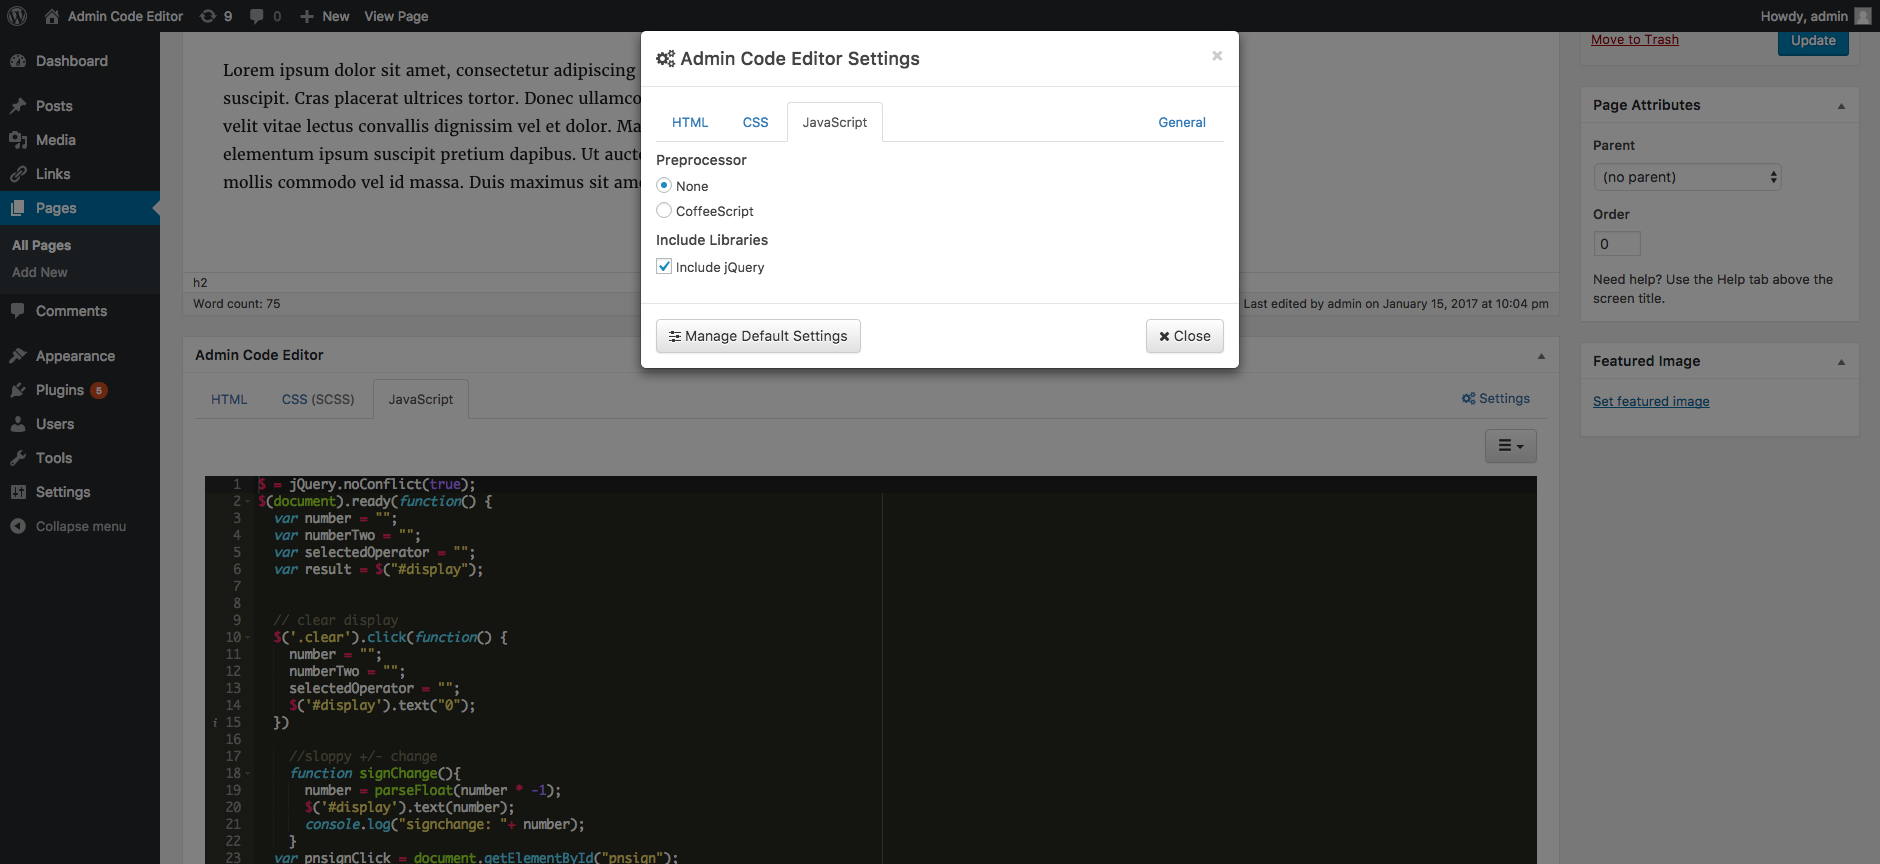 Admin Code Editor 9 0 New View Page Howdy, admin
Dashboard
Posts
Media
Links
Pages
All Pages
Add New
Comments
Appearance
Plugins 5
Users
Tools
Settings
Collapse menu
Lorem ipsum dolor sit amet, consectetur adipiscing
suscipit. Cras placerat ultrices tortor. Donec ullamco
velit vitae lectus convallis dignissim vel et dolor. Ma
elementum ipsum suscipit pretium dapibus. Ut aucto
mollis commodo vel id massa. Duis maximus sit am
h2
Word count: 75
Last edited by admin on January 15, 2017 at 10:04 pm
Admin Code Editor Settings ×
HTML CSS JavaScript General
Preprocessor
None
CoffeeScript
Include Libraries
Include jQuery
Manage Default Settings
Close
Admin Code Editor
HTML CSS (SCSS) JavaScript Settings
1 $ = jQuery.noConflict(true);
2 $(document).ready(function() {
3 var number = "";
4 var numberTwo = "";
5 var selectedOperator = "";
6 var result = $("#display");
7
8
9 // clear display
10 $('.clear').click(function() {
11 number = "";
12 numberTwo = "";
13 selectedOperator = "";
14 $('#display').text("0");
i 15 })
16
17 //sloppy +/- change
18 function signChange(){
19 number = parseFloat(number * -1);
20 $('#display').text(number);
21 console.log("signchange: "+ number);
22 }
23 var pnsignClick = document.getElementById("pnsign");
Move to Trash
Update
Page Attributes
Parent
(no parent)
Order
0
Need help? Use the Help tab above the
screen title.
Featured Image
Set featured image